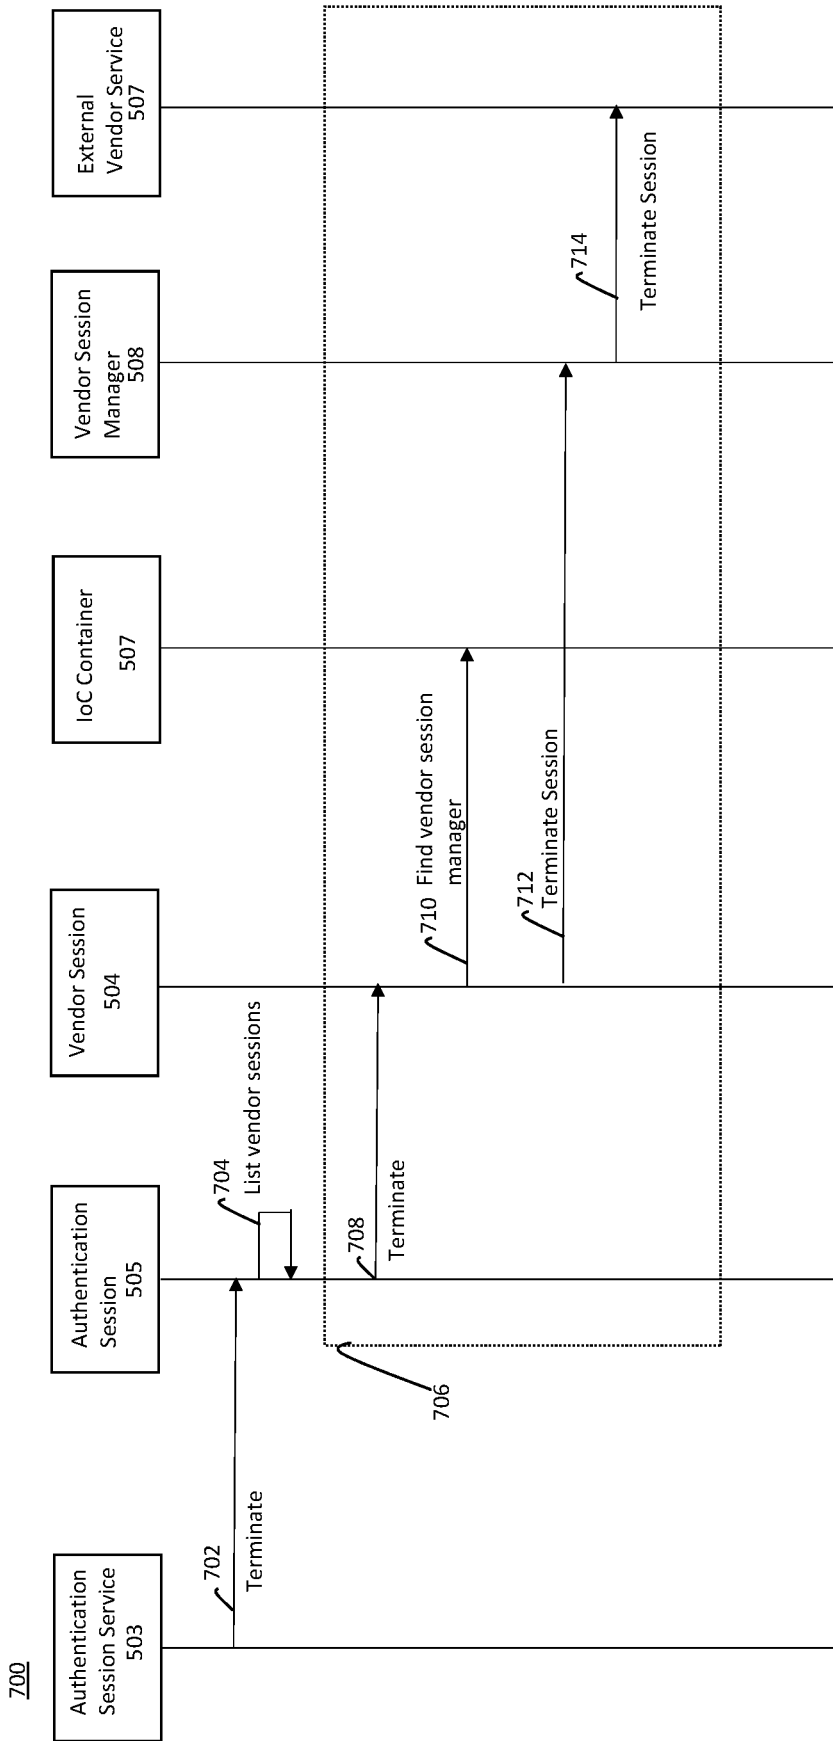 700
Authentication
Session Service
503
Authentication
Session
505
Vendor Session
504
IoC Container
507
Vendor Session
Manager
508
External
Vendor Service
507
702
Terminate
704
List vendor sessions
706
708
Terminate
710 Find vendor session
manager
712
Terminate Session
714
Terminate Session